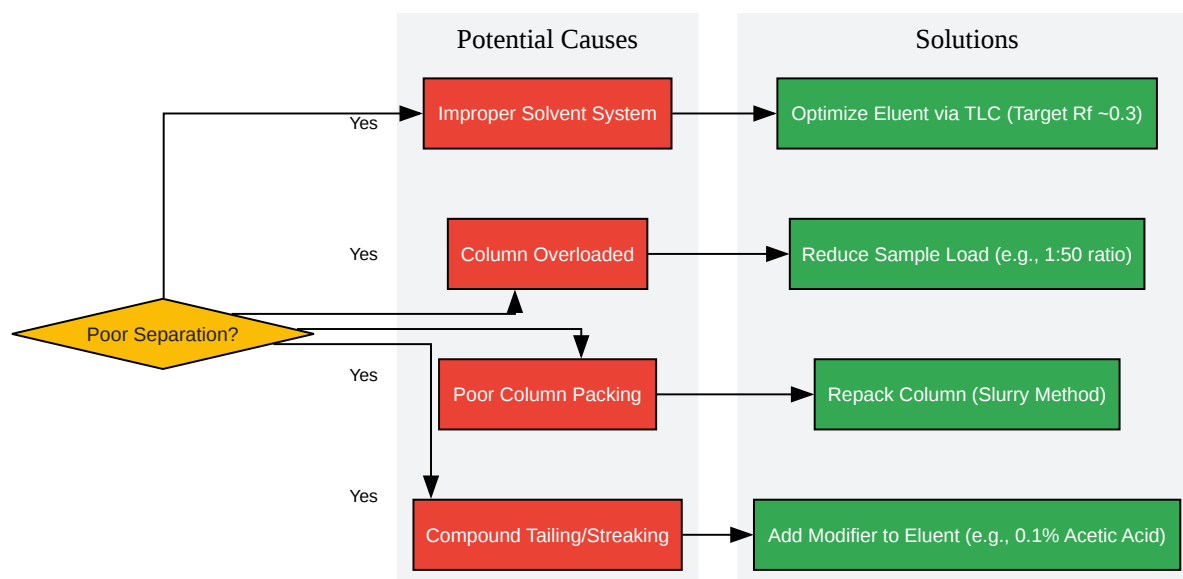 Potential Causes
Solutions
Improper Solvent System
Optimize Eluent via TLC (Target Rf ~0.3)
Yes
Yes
Column Overloaded
Reduce Sample Load (e.g., 1:50 ratio)
Poor Separation?
Yes
Poor Column Packing
Repack Column (Slurry Method)
Yes
Compound Tailing/Streaking
Add Modifier to Eluent (e.g., 0.1% Acetic Acid)